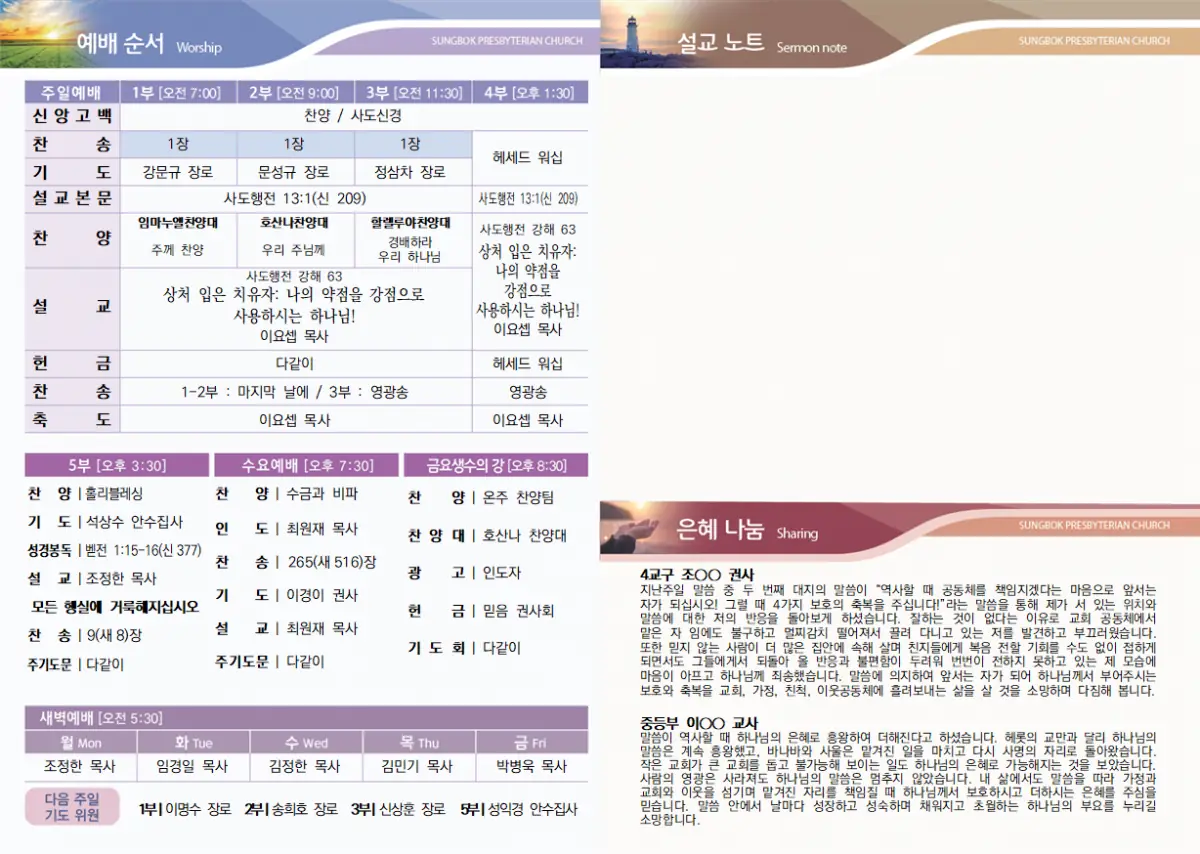 예배 순서 Worship
SUNGBOK PRESBYTERIAN CHURCH
주일예배 1부 [오전 7:00] 2부 [오전 9:00] 3부 [오전 11:30] 4부 [오후 1:30]
신앙고백 찬양 / 사도신경
찬 송 1장 1장 1장
헤세드 워십
기 도 강문규 장로 문성규 장로 정삼차 장로
설교본문 사도행전 13:1(신 209) 사도행전 13:1(신 209)
찬 양
임마누엘찬양대 호산나찬양대 할렐루야찬양대
주께 찬양 우리 주님께 경배하라
우리 하나님
설 교
사도행전 강해 63
상처 입은 치유자: 나의 약점을 강점으로
사용하시는 하나님!
이요셉 목사
사도행전 강해 63
상처 입은 치유자:
나의 약점을
강점으로
사용하시는 하나님!
이요셉 목사
헌 금 다같이 헤세드 워십
찬 송 1-2부 : 마지막 날에 / 3부 : 영광송 영광송
축 도 이요셉 목사 이요셉 목사
5부 [오후 3:30]
찬 양 | 홀리블레싱
기 도 | 석상수 안수집사
성경봉독 | 벧전 1:15-16(신 377)
설 교 | 조정한 목사
모든 행실에 거룩해지십시오
찬 송 | 9(새 8)장
주기도문 | 다같이
수요예배 [오후 7:30]
찬 양 | 수금과 비파
인 도 | 최원재 목사
찬 송 | 265(새 516)장
기 도 | 이경이 권사
설 교 | 최원재 목사
주기도문 | 다같이
금요생수의 강 [오후 8:30]
찬 양 | 온주 찬양팀
찬 양 대 | 호산나 찬양대
광 고 | 인도자
헌 금 | 믿음 권사회
기 도 회 | 다같이
새벽예배 [오전 5:30]
월 Mon 화 Tue 수 Wed 목 Thu 금 Fri
조정한 목사 임경일 목사 김정한 목사 김민기 목사 박병욱 목사
다음 주일
기도 위원
1부 | 이명수 장로 2부 | 송희호 장로 3부 | 신상훈 장로 5부 | 성익경 안수집사
설교 노트 Sermon note
SUNGBOK PRESBYTERIAN CHURCH
은혜 나눔 Sharing
SUNGBOK PRESBYTERIAN CHURCH
4교구 조○○ 권사
지난주일 말씀 중 두 번째 대지의 말씀이 "역사할 때 공동체를 책임지겠다는 마음으로 앞서는
자가 되십시오! 그럴 때 4가지 보호의 축복을 주십니다!"라는 말씀을 통해 제가 서 있는 위치와
말씀에 대한 저의 반응을 돌아보게 하셨습니다. 잘하는 것이 없다는 이유로 교회 공동체에서
맡은 자 임에도 불구하고 멀찌감치 떨어져서 끌려 다니고 있는 저를 발견하고 부끄러웠습니다.
또한 믿지 않는 사람이 더 많은 집안에 속해 살며 친지들에게 복음 전할 기회를 수도 없이 접하게
되면서도 그들에게서 되돌아 올 반응과 불편함이 두려워 번번이 전하지 못하고 있는 제 모습에
마음이 아프고 하나님께 죄송했습니다. 말씀에 의지하여 앞서는 자가 되어 하나님께서 부어주시는
보호와 축복을 교회, 가정, 친척, 이웃공동체에 흘려보내는 삶을 살 것을 소망하며 다짐해 봅니다.
중등부 이○○ 교사
말씀이 역사할 때 하나님의 은혜로 흥왕하여 더해진다고 하셨습니다. 헤롯의 교만과 달리 하나님의
말씀은 계속 흥왕했고, 바나바와 사울은 맡겨진 일을 마치고 다시 사명의 자리로 돌아왔습니다.
작은 교회가 큰 교회를 돕고 불가능해 보이는 일도 하나님의 은혜로 가능해지는 것을 보았습니다.
사람의 영광은 사라져도 하나님의 말씀은 멈추지 않았습니다. 내 삶에서도 말씀을 따라 가정과
교회와 이웃을 섬기며 맡겨진 자리를 책임질 때 하나님께서 보호하시고 더하시는 은혜를 주심을
믿습니다. 말씀 안에서 날마다 성장하고 성숙하며 채워지고 초월하는 하나님의 부요를 누리길
소망합니다.